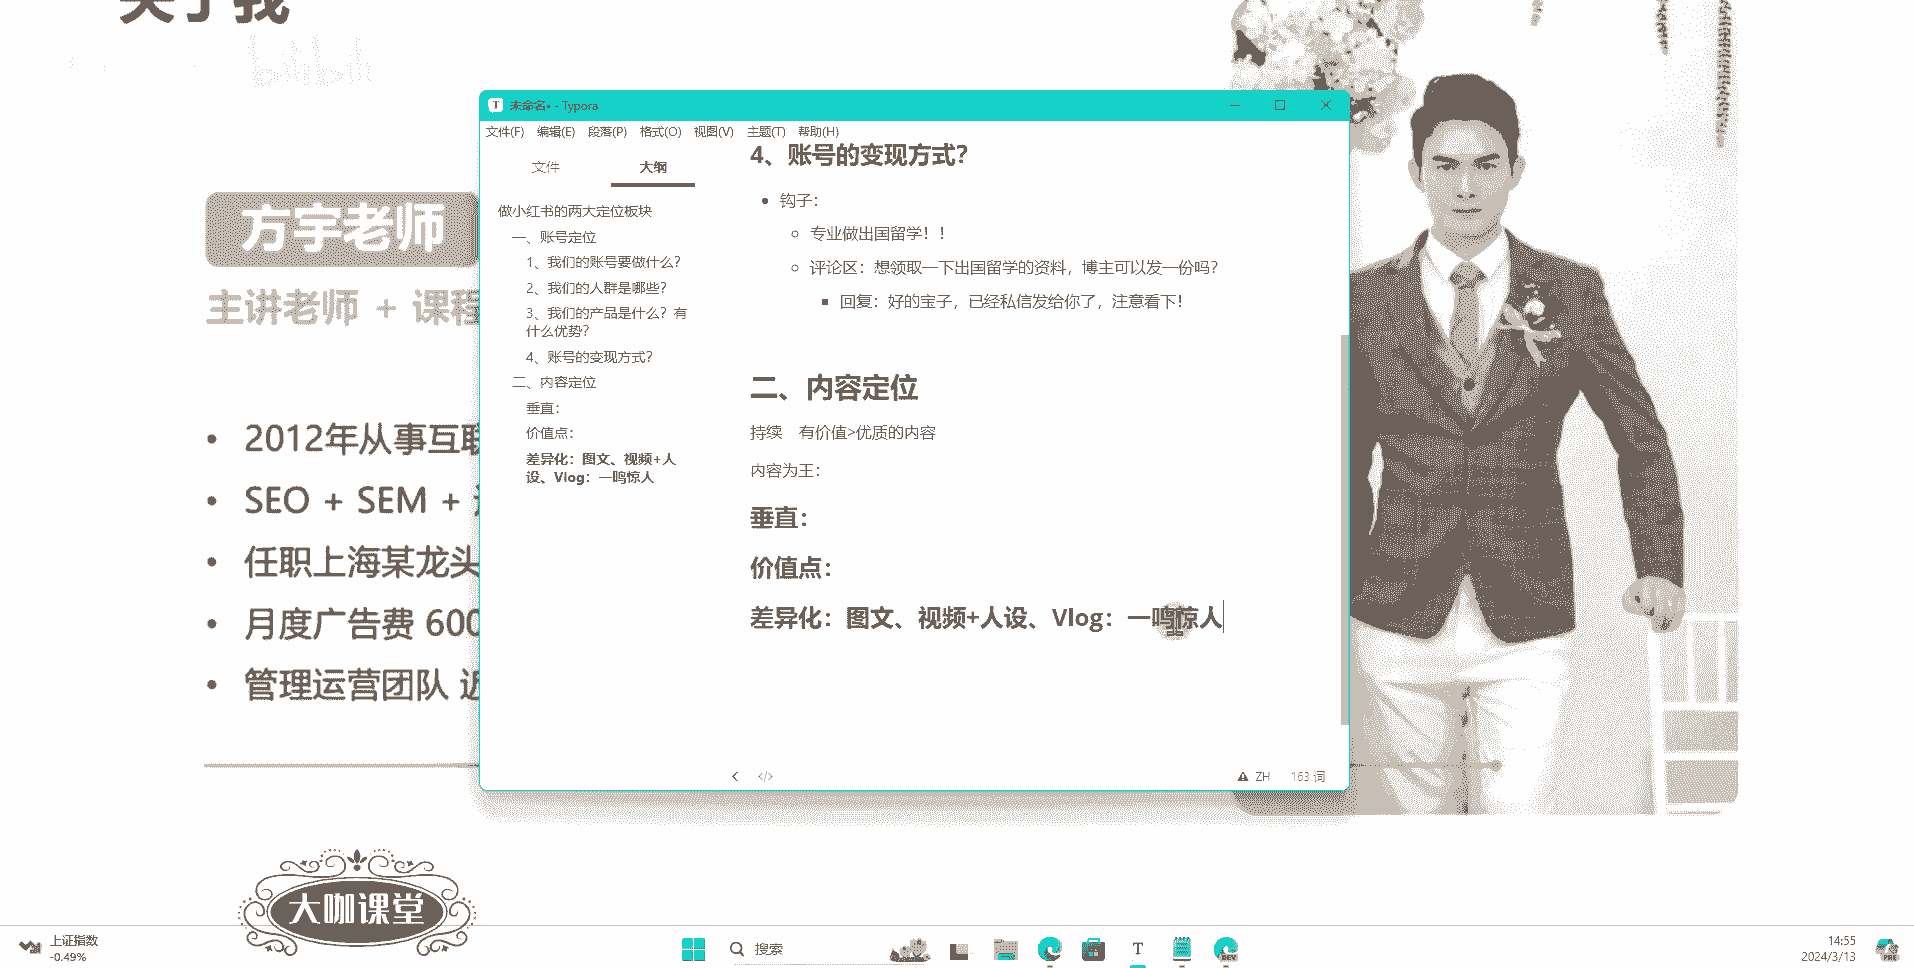 关于我
bilibili
方宇老师
主讲老师 + 课程
2012年从事互联
SEO + SEM +
任职上海某龙头
月度广告费 600
管理运营团队 近
大咖课堂
未命名• - Typora
文件(F) 编辑(E) 段落(P) 格式(O) 视图(V) 主题(T) 帮助(H)
文件 大纲
做小红书的两大定位板块
一、账号定位
1、我们的账号要做什么？
2、我们的人群是哪些？
3、我们的产品是什么？有
什么优势？
4、账号的变现方式？
二、内容定位
垂直：
价值点：
差异化：图文、视频+人
设、Vlog：一鸣惊人
4、账号的变现方式？
钩子：
专业做出国留学！！
评论区：想领取一下出国留学的资料，博主可以发一份吗？
回复：好的宝子，已经私信发给你了，注意看下！
二、内容定位
持续 有价值>优质的内容
内容为王：
垂直：
价值点：
差异化：图文、视频+人设、Vlog：一鸣惊人
ZH 163 词
上证指数
-0.49%
搜索
T
DEV
14:55
2024/3/13
PRE